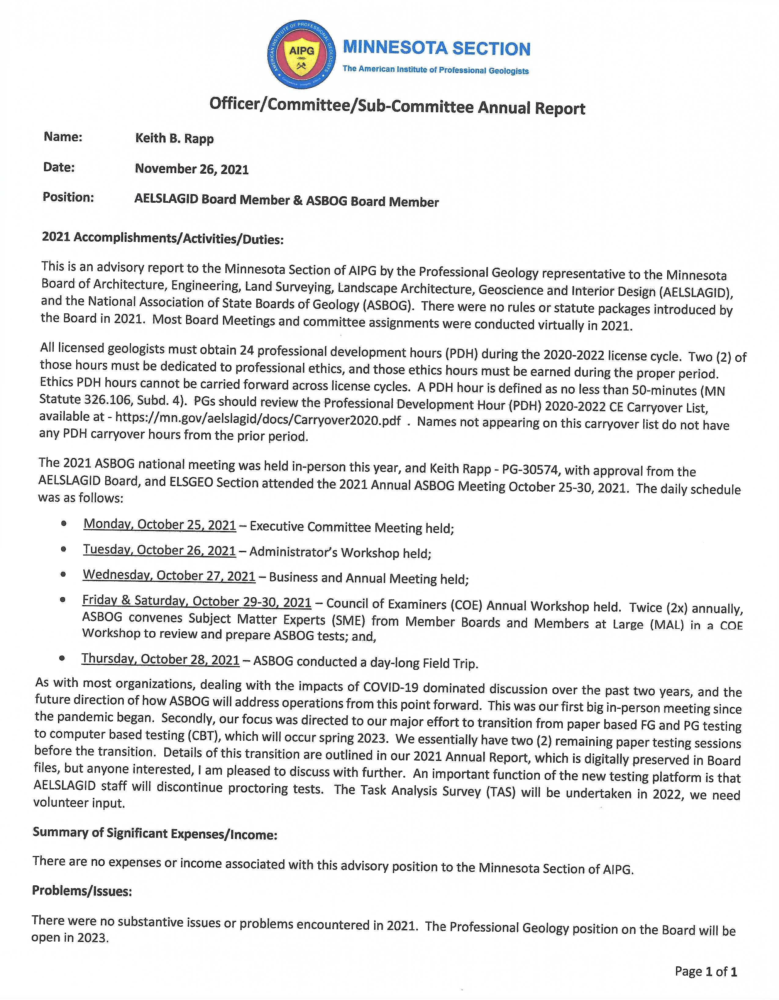 AMERICAN INSTITUTE OF PROFESSIONAL GEOLOGISTS
AIPG
MINNESOTA SECTION
The American Institute of Professional Geologists
Officer/Committee/Sub-Committee Annual Report
Name: Keith B. Rapp
Date: November 26, 2021
Position: AELSLAGID Board Member & ASBOG Board Member
2021 Accomplishments/Activities/Duties:
This is an advisory report to the Minnesota Section of AIPG by the Professional Geology representative to the Minnesota
Board of Architecture, Engineering, Land Surveying, Landscape Architecture, Geoscience and Interior Design (AELSLAGID),
and the National Association of State Boards of Geology (ASBOG). There were no rules or statute packages introduced by
the Board in 2021. Most Board Meetings and committee assignments were conducted virtually in 2021.
All licensed geologists must obtain 24 professional development hours (PDH) during the 2020-2022 license cycle. Two (2) of
those hours must be dedicated to professional ethics, and those ethics hours must be earned during the proper period.
Ethics PDH hours cannot be carried forward across license cycles. A PDH hour is defined as no less than 50-minutes (MN
Statute 326.106, Subd. 4). PGs should review the Professional Development Hour (PDH) 2020-2022 CE Carryover List,
available at - https://mn.gov/aelslagid/docs/Carryover2020.pdf . Names not appearing on this carryover list do not have
any PDH carryover hours from the prior period.
The 2021 ASBOG national meeting was held in-person this year, and Keith Rapp - PG-30574, with approval from the
AELSLAGID Board, and ELSGEO Section attended the 2021 Annual ASBOG Meeting October 25-30, 2021. The daily schedule
was as follows:
• Monday, October 25, 2021 – Executive Committee Meeting held;
• Tuesday, October 26, 2021 – Administrator's Workshop held;
• Wednesday, October 27, 2021 – Business and Annual Meeting held;
• Friday & Saturday, October 29-30, 2021 – Council of Examiners (COE) Annual Workshop held. Twice (2x) annually,
ASBOG convenes Subject Matter Experts (SME) from Member Boards and Members at Large (MAL) in a COE
Workshop to review and prepare ASBOG tests; and,
• Thursday, October 28, 2021 – ASBOG conducted a day-long Field Trip.
As with most organizations, dealing with the impacts of COVID-19 dominated discussion over the past two years, and the
future direction of how ASBOG will address operations from this point forward. This was our first big in-person meeting since
the pandemic began. Secondly, our focus was directed to our major effort to transition from paper based FG and PG testing
to computer based testing (CBT), which will occur spring 2023. We essentially have two (2) remaining paper testing sessions
before the transition. Details of this transition are outlined in our 2021 Annual Report, which is digitally preserved in Board
files, but anyone interested, I am pleased to discuss with further. An important function of the new testing platform is that
AELSLAGID staff will discontinue proctoring tests. The Task Analysis Survey (TAS) will be undertaken in 2022, we need
volunteer input.
Summary of Significant Expenses/Income:
There are no expenses or income associated with this advisory position to the Minnesota Section of AIPG.
Problems/Issues:
There were no substantive issues or problems encountered in 2021. The Professional Geology position on the Board will be
open in 2023.
Page 1 of 1